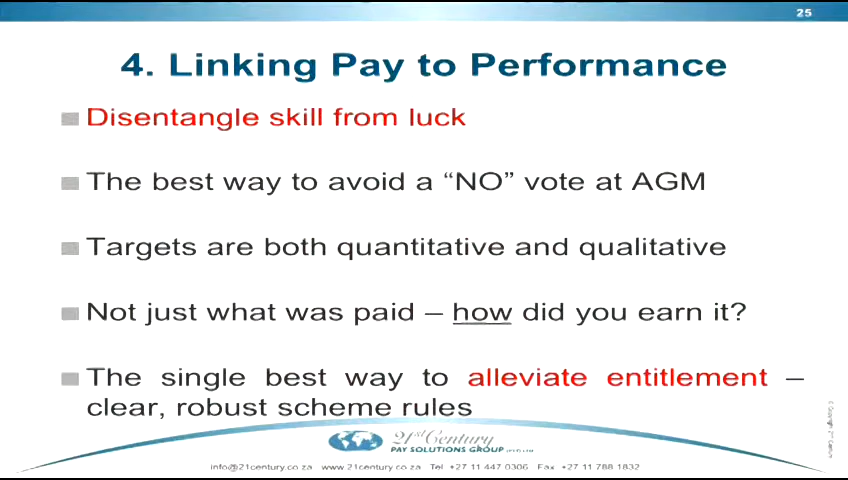 25
4. Linking Pay to Performance
Disentangle skill from luck
The best way to avoid a “NO” vote at AGM
Targets are both quantitative and qualitative
Not just what was paid – how did you earn it?
The single best way to alleviate entitlement –
clear, robust scheme rules
21st Century
PAY SOLUTIONS GROUP (PTY) LTD
info@21century.co.za www.21century.co.za Tel +27 11 447 0306 Fax +27 11 788 1832